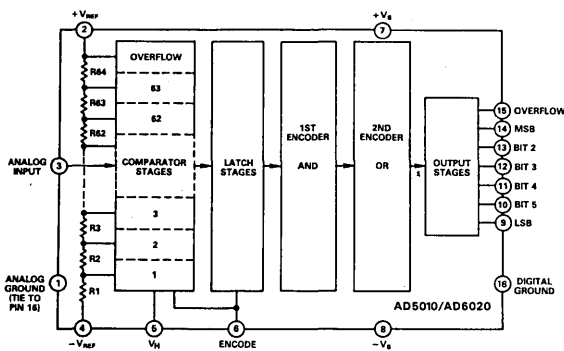 +VREF
+VS
2
7
OVERFLOW
R64
63
R63
62
R62
15 OVERFLOW
14 MSB
13 BIT 2
12 BIT 3
11 BIT 4
10 BIT 5
9 LSB
1ST
ENCODER
AND
2ND
ENCODER
OR
ANALOG
INPUT
3
COMPARATOR
STAGES
LATCH
STAGES
OUTPUT
STAGES
3
R3
2
R2
1
R1
ANALOG
GROUND
(TIE TO
PIN 16)
1
16
DIGITAL
GROUND
AD5010/AD6020
4
5
6
8
-VREF
VH
ENCODE
-VS